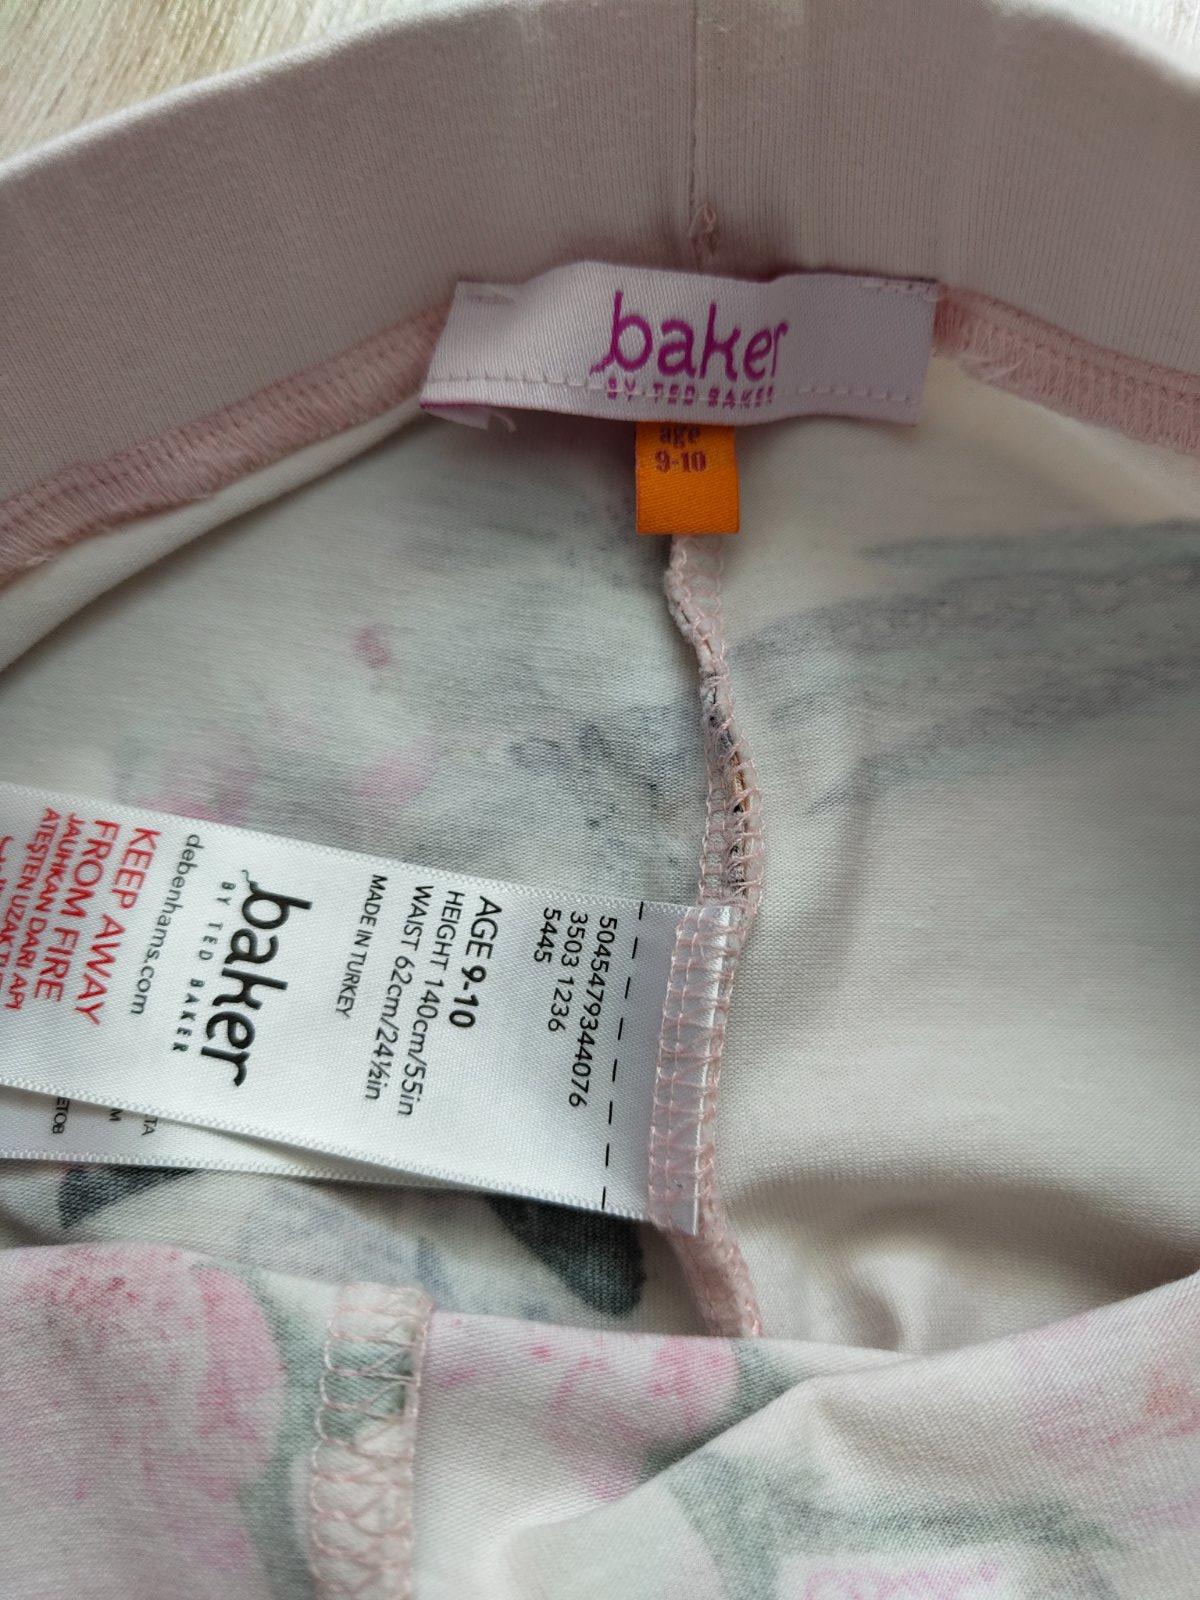 baker
BY TED BAKER
age
9-10
5045479344076
3503 1236
5445
AGE 9-10
HEIGHT 140cm/55in
WAIST 62cm/24½in
MADE IN TURKEY
baker
BY TED BAKER
debenhams.com
KEEP AWAY
FROM FIRE
JAUHKAN DARI API
ATEŞTEN UZAK